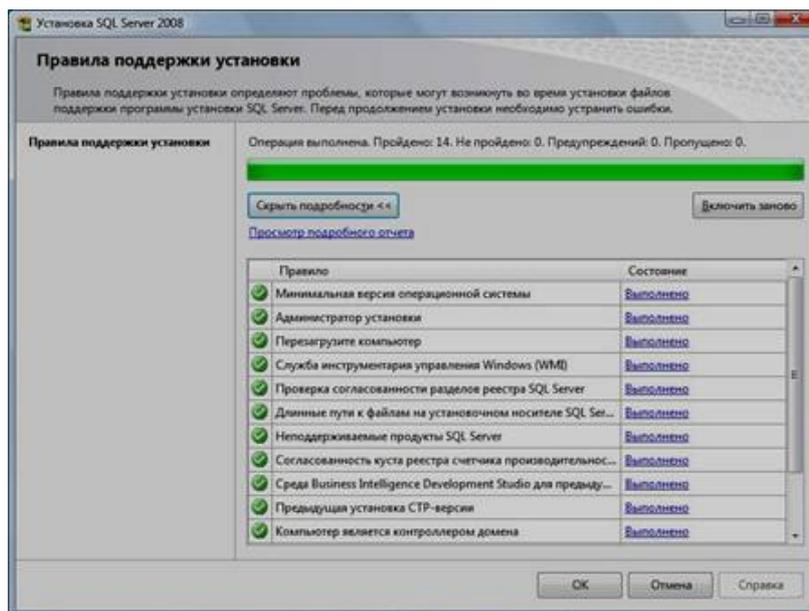 Установка SQL Server 2008
Правила поддержки установки
Правила поддержки установки определяют проблемы, которые могут возникнуть во время установки файлов
поддержки программы установки SQL Server. Перед продолжением установки необходимо устранить ошибки.
Правила поддержки установки
Операция выполнена. Пройдено: 14. Не пройдено: 0. Предупреждений: 0. Пропущено: 0.
Скрыть подробности <<
Включить заново
Просмотр подробного отчета
Правило Состояние
Минимальная версия операционной системы Выполнено
Администратор установки Выполнено
Перезагрузите компьютер Выполнено
Служба инструментария управления Windows (WMI) Выполнено
Проверка согласованности разделов реестра SQL Server Выполнено
Длинные пути к файлам на установочном носителе SQL Ser... Выполнено
Неподдерживаемые продукты SQL Server Выполнено
Согласованность куста реестра счетчика производительнос... Выполнено
Среда Business Intelligence Development Studio для предыду... Выполнено
Предыдущая установка CTP-версии Выполнено
Компьютер является контроллером домена Выполнено
OK Отмена Справка